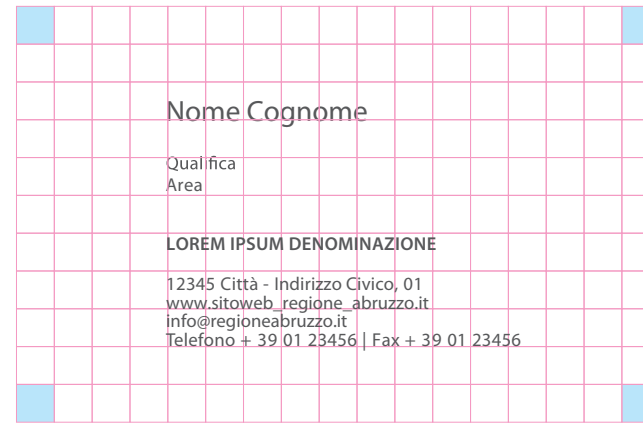 Nome Cognome
Qualifica
Area
LOREM IPSUM DENOMINAZIONE
12345 Città - Indirizzo Civico, 01
www.sitoweb_regione_abruzzo.it
info@regioneabruzzo.it
Telefono + 39 01 23456 | Fax + 39 01 23456